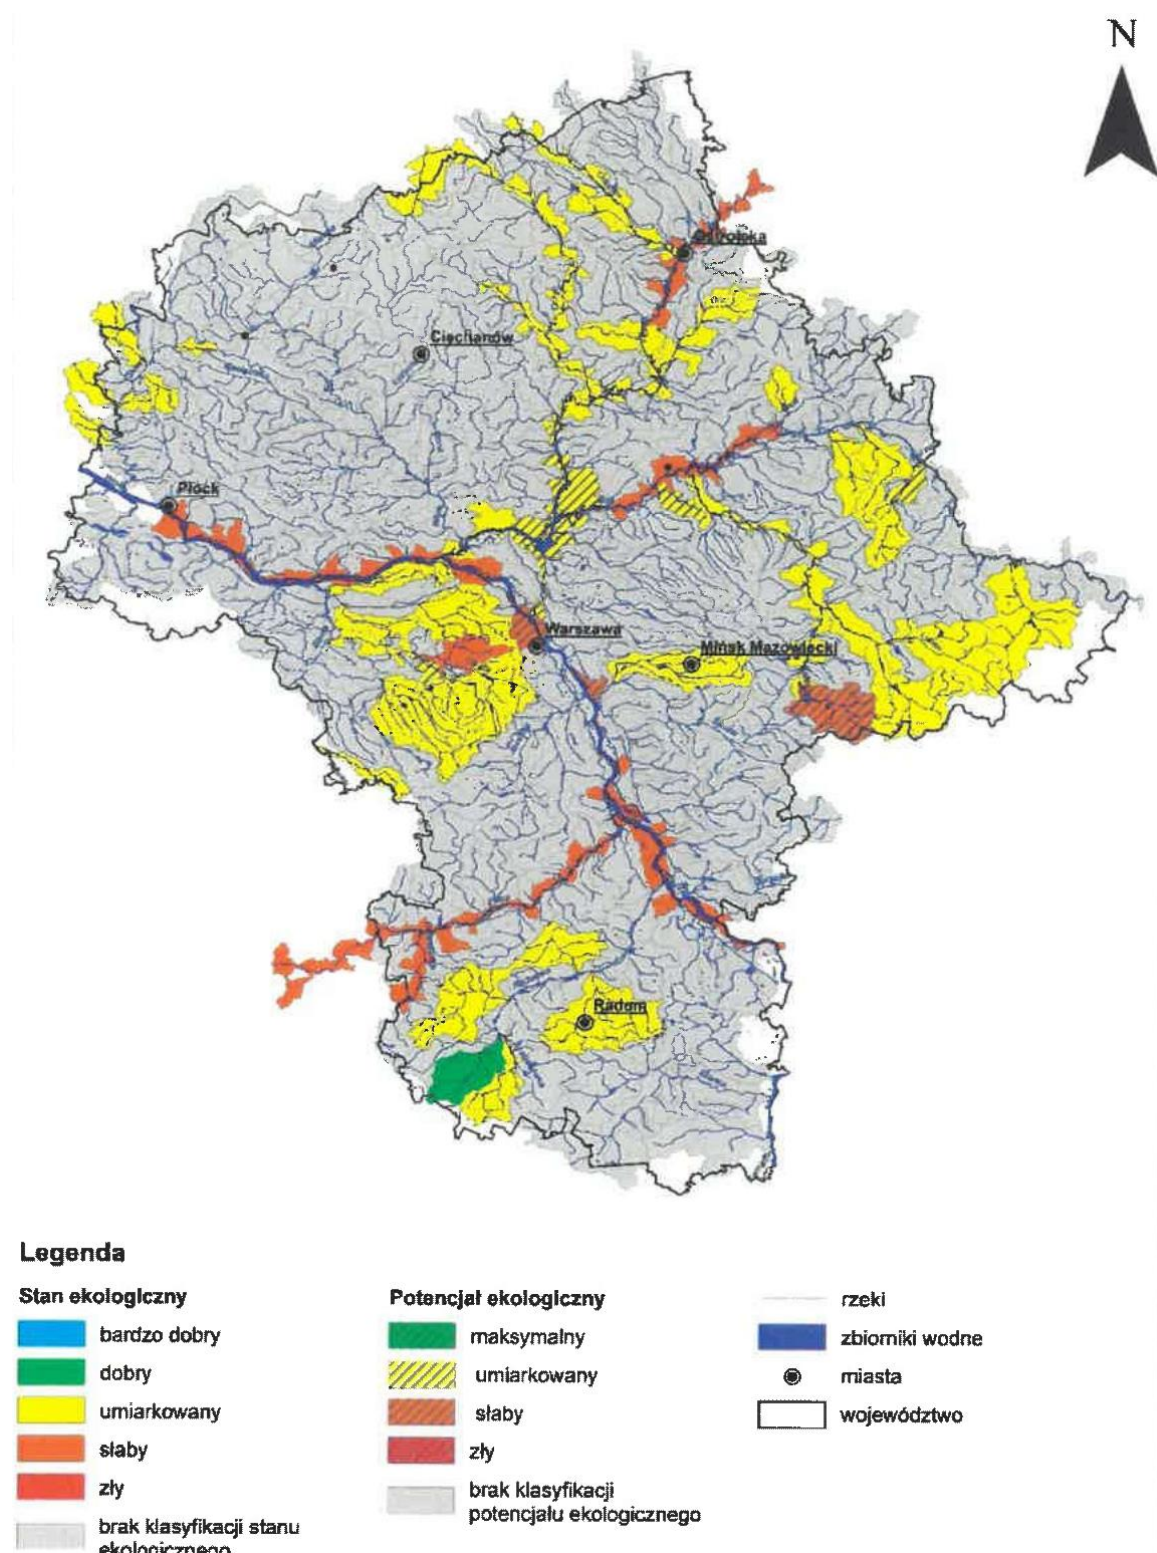 N
Ciechanów
Płock
Warszawa
Mińsk Mazowiecki
Radom
Legenda
Stan ekologiczny
bardzo dobry
dobry
umiarkowany
słaby
zły
brak klasyfikacji stanu
ekologicznego
Potencjał ekologiczny
maksymalny
umiarkowany
słaby
zły
brak klasyfikacji
potencjału ekologicznego
rzeki
zbiorniki wodne
miasta
województwo